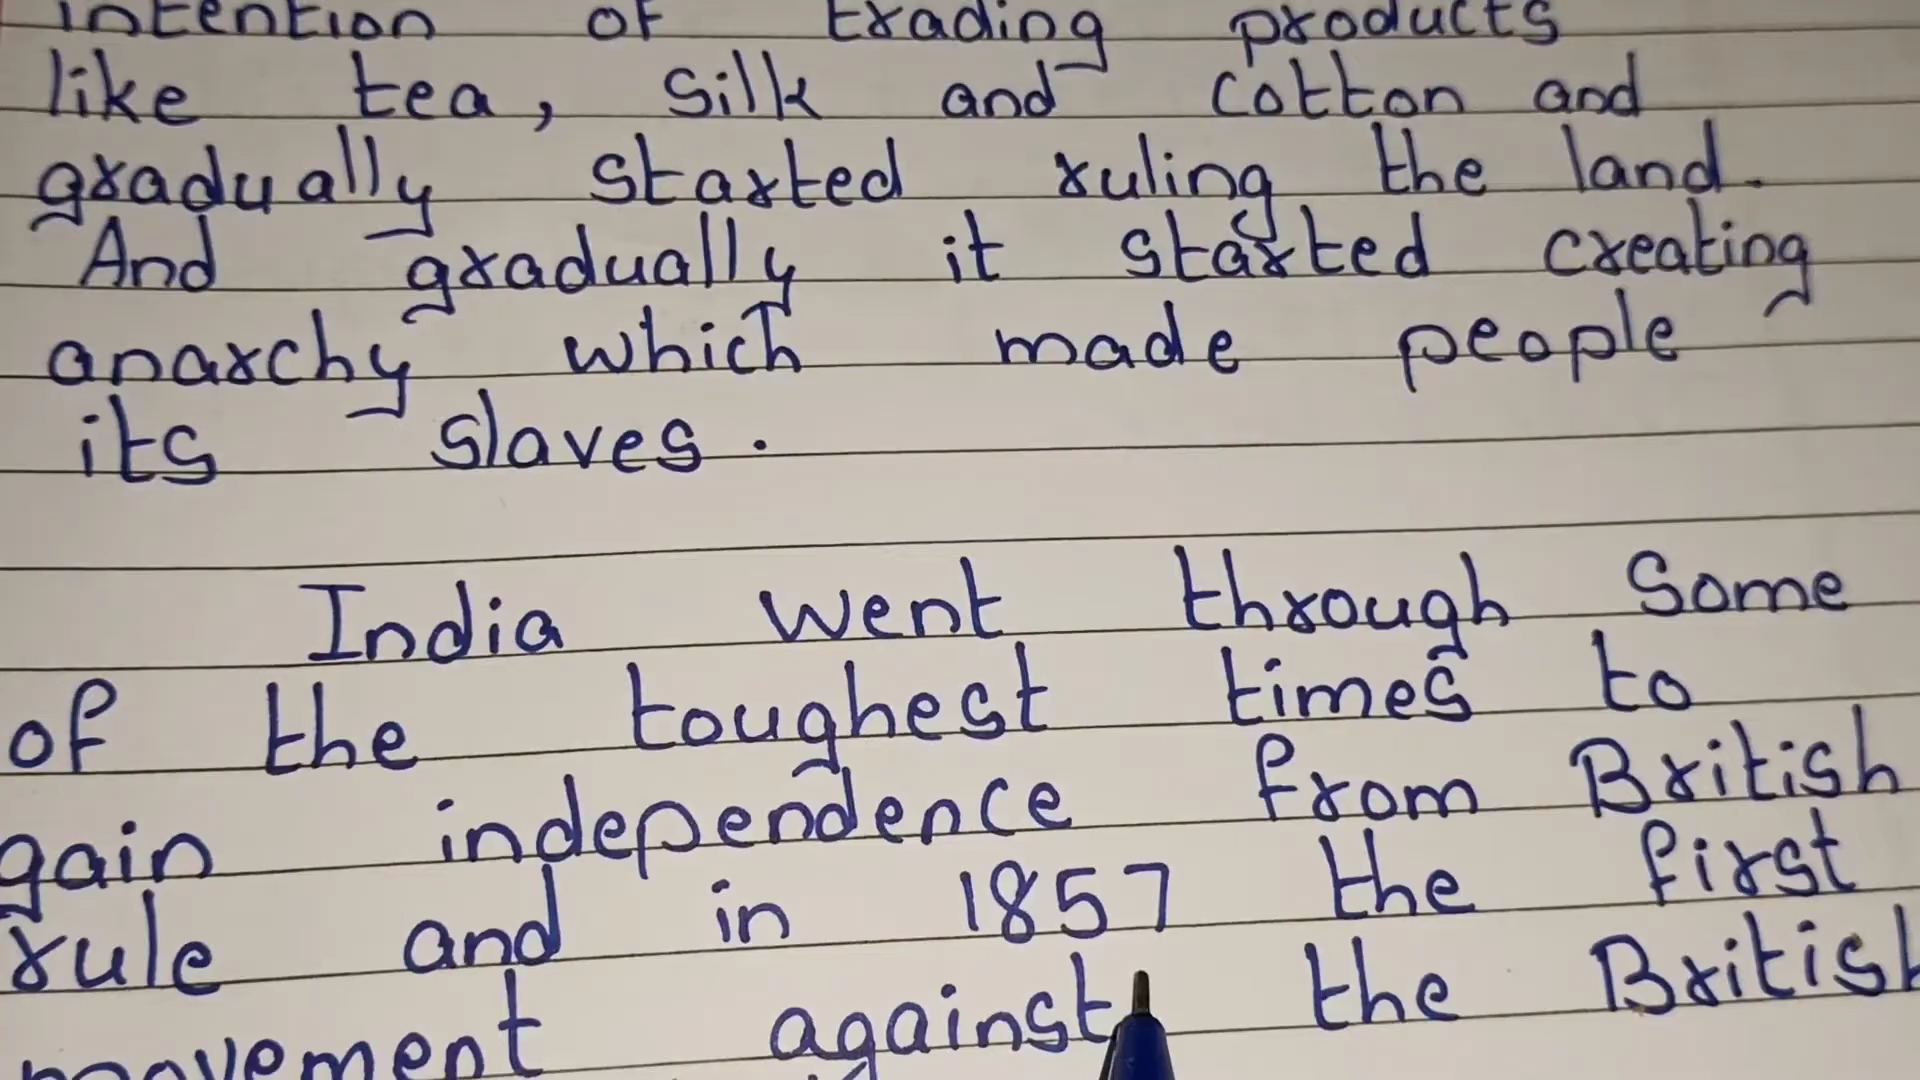 intention of trading products
like tea, silk and cotton and
gradually started ruling the land.
And gradually it started creating
anarchy which made people
its slaves.
India went through Some
of the toughest times to
gain independence from British
rule and in 1857 the first
movement against the British